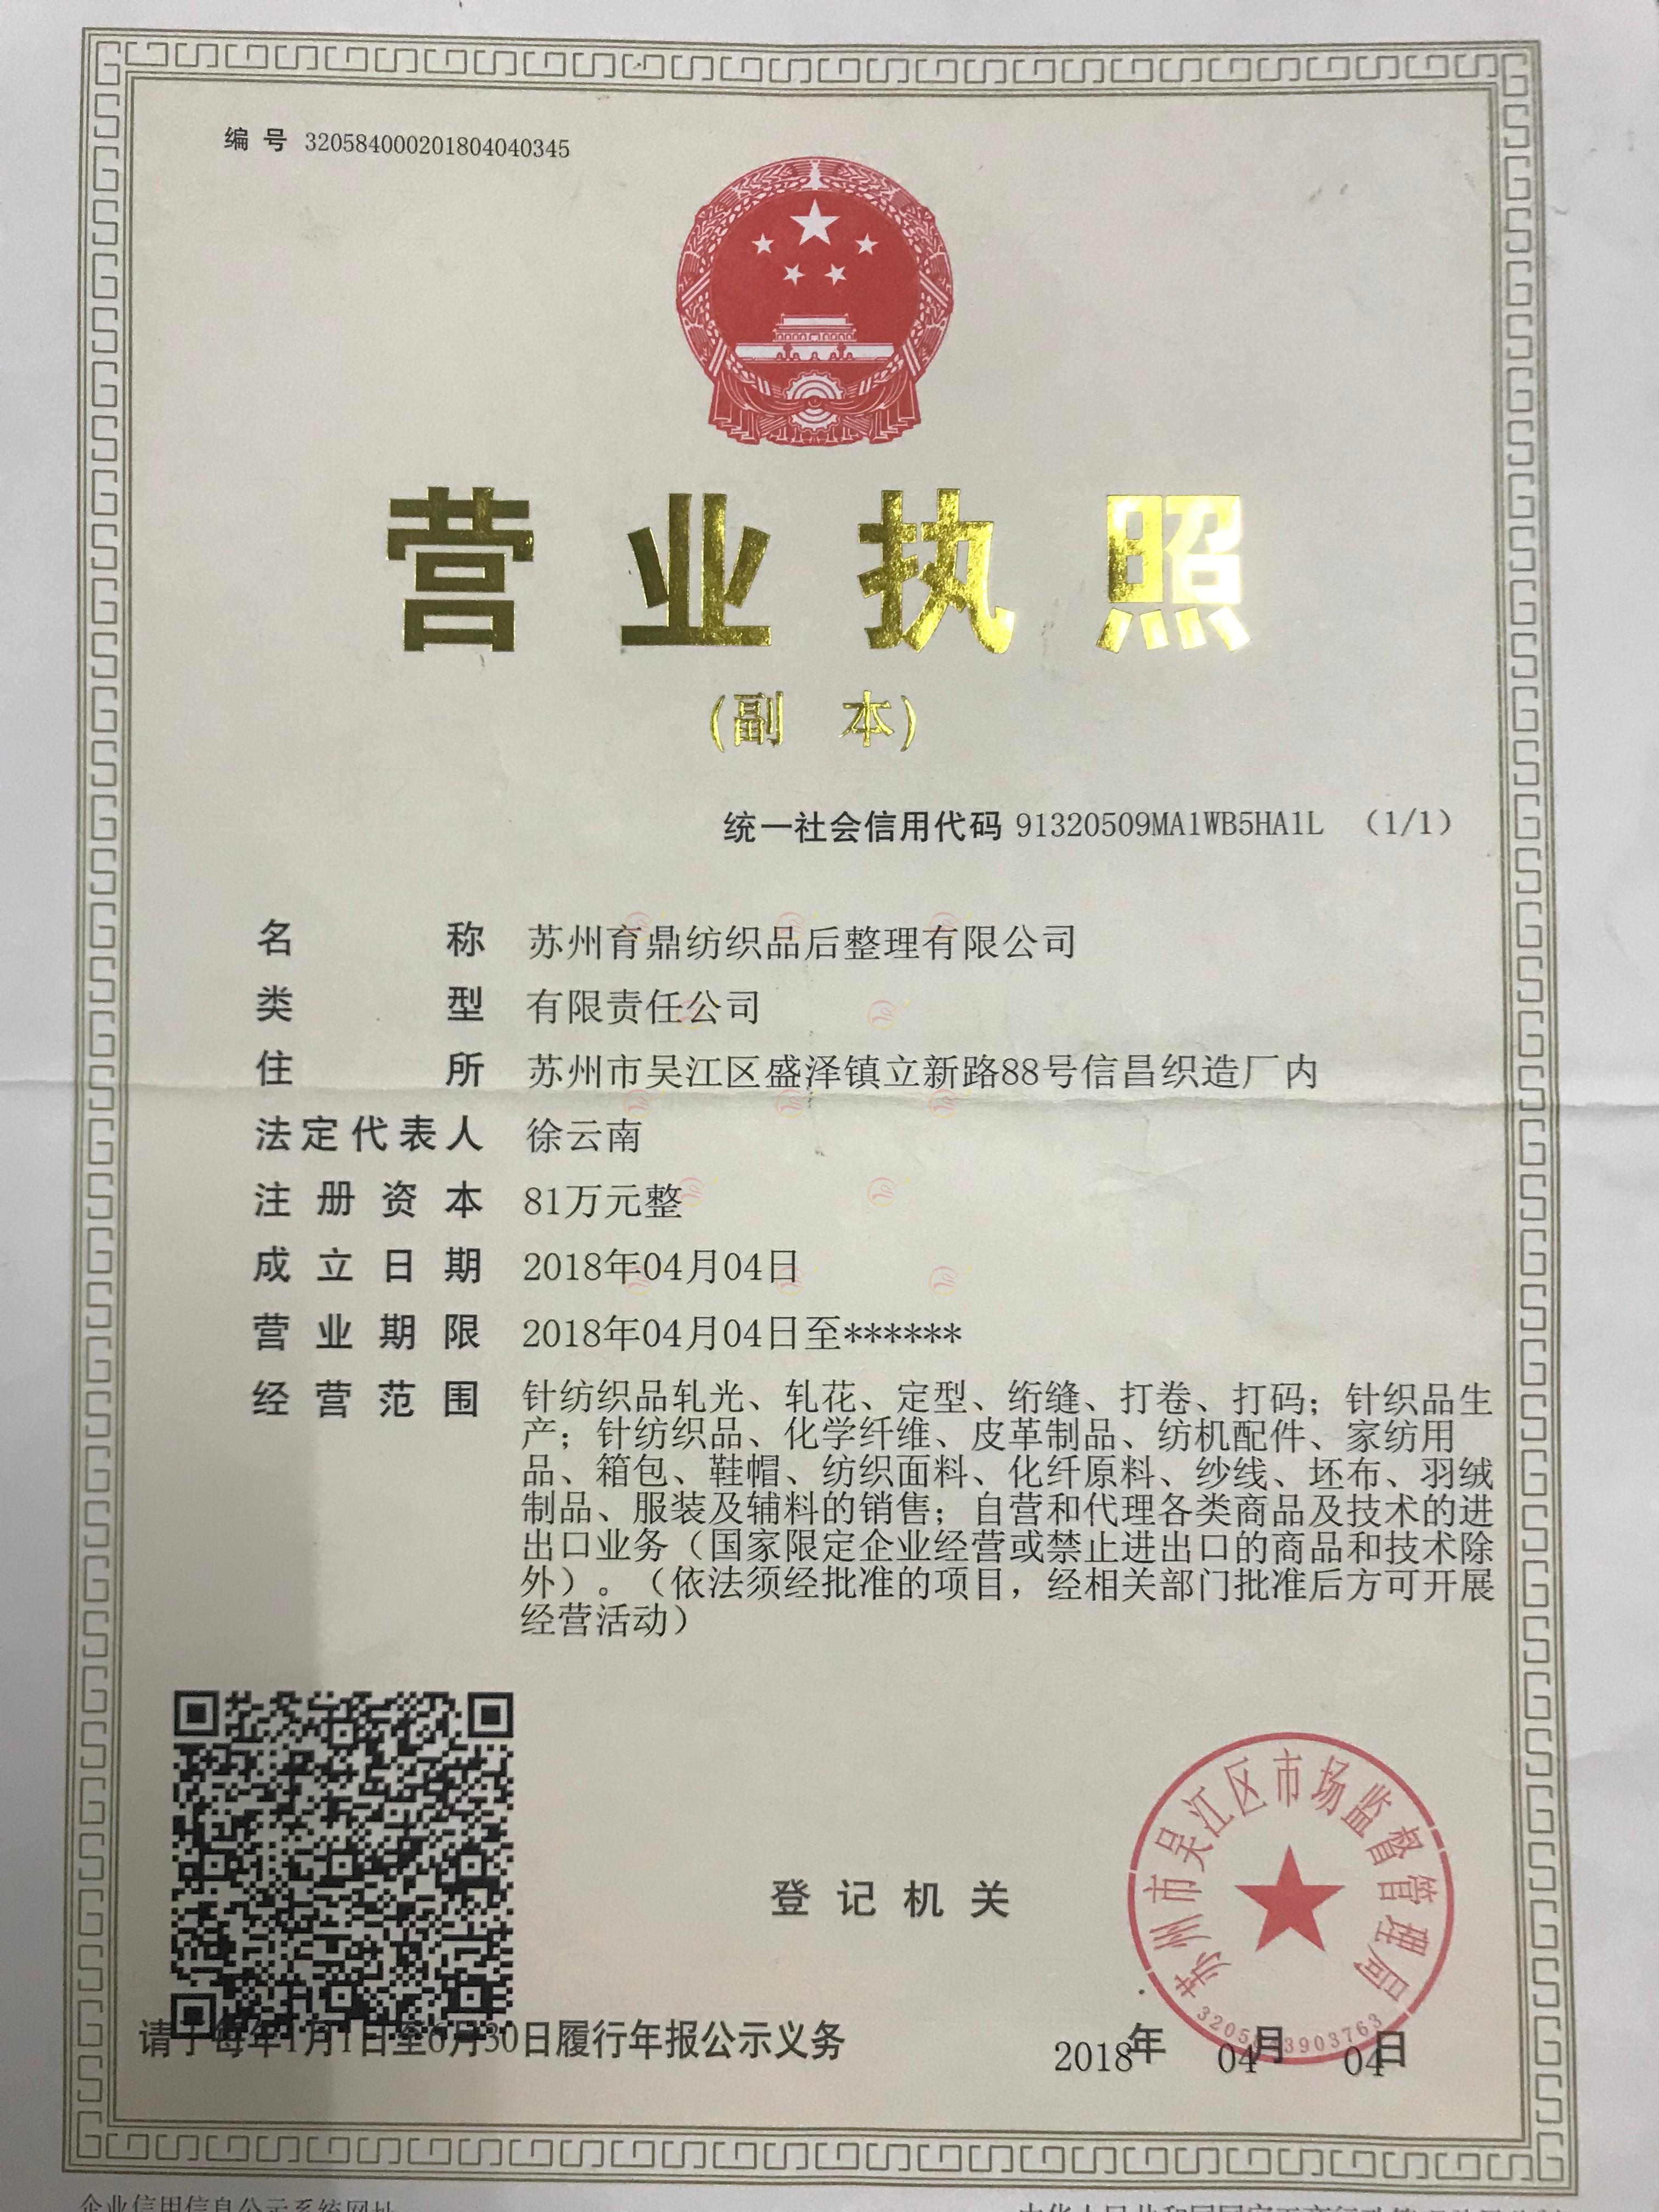 编 号 320584000201804040345
营业执照
(副 本)
统一社会信用代码 91320509MA1WB5HA1L （1/1）
名称 苏州育鼎纺织品后整理有限公司
类型 有限责任公司
住所 苏州市吴江区盛泽镇立新路88号信昌织造厂内
法定代表人 徐云南
注册资本 81万元整
成立日期 2018年04月04日
营业期限 2018年04月04日至******
经营范围 针纺织品轧光、轧花、定型、绗缝、打卷、打码；针织品生
产；针纺织品、化学纤维、皮革制品、纺机配件、家纺用
品、箱包、鞋帽、纺织面料、化纤原料、纱线、坯布、羽绒
制品、服装及辅料的销售；自营和代理各类商品及技术的进
出口业务（国家限定企业经营或禁止进出口的商品和技术除
外）。（依法须经批准的项目，经相关部门批准后方可开展
经营活动）
登记机关
苏州市吴江区市场监督管理局
请于每年1月1日至6月30日履行年报公示义务
2018年 04月 04日
企业信用信息公示系统网址